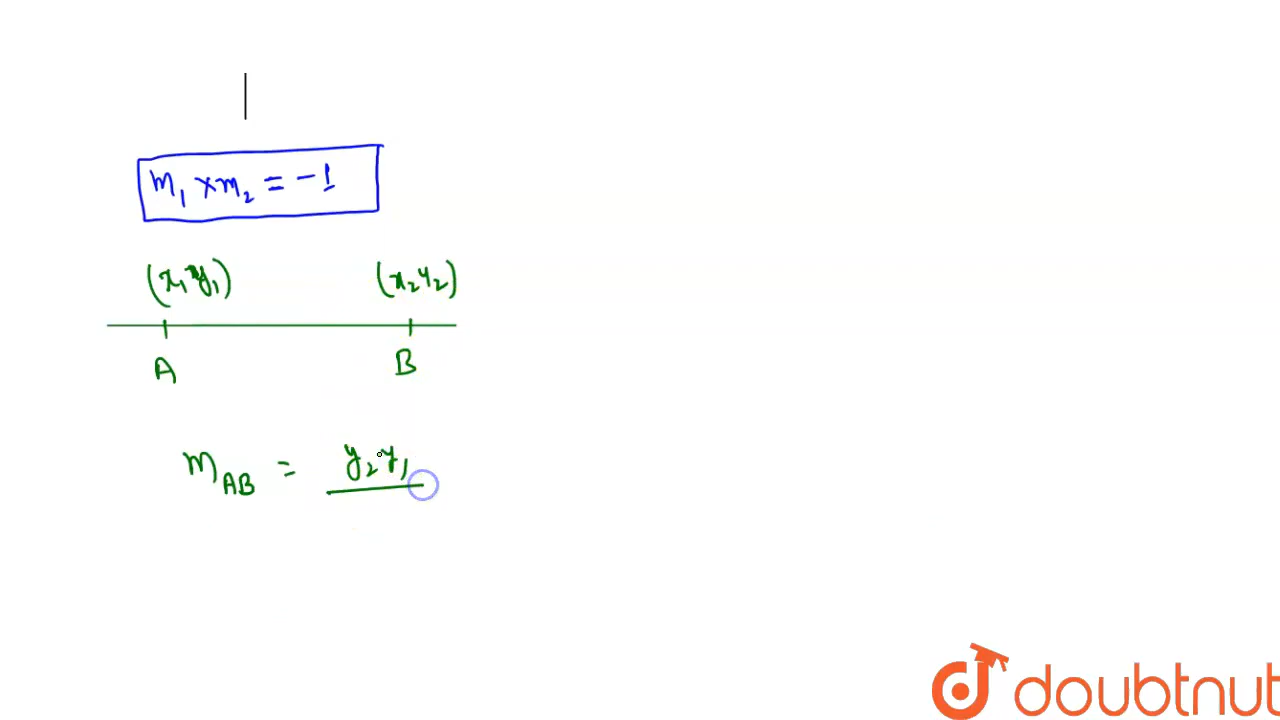 m₁ × m₂ = -1
(x₁ y₁) (x₂ y₂)
A B
m_AB = y₂ y₁
doubtnut